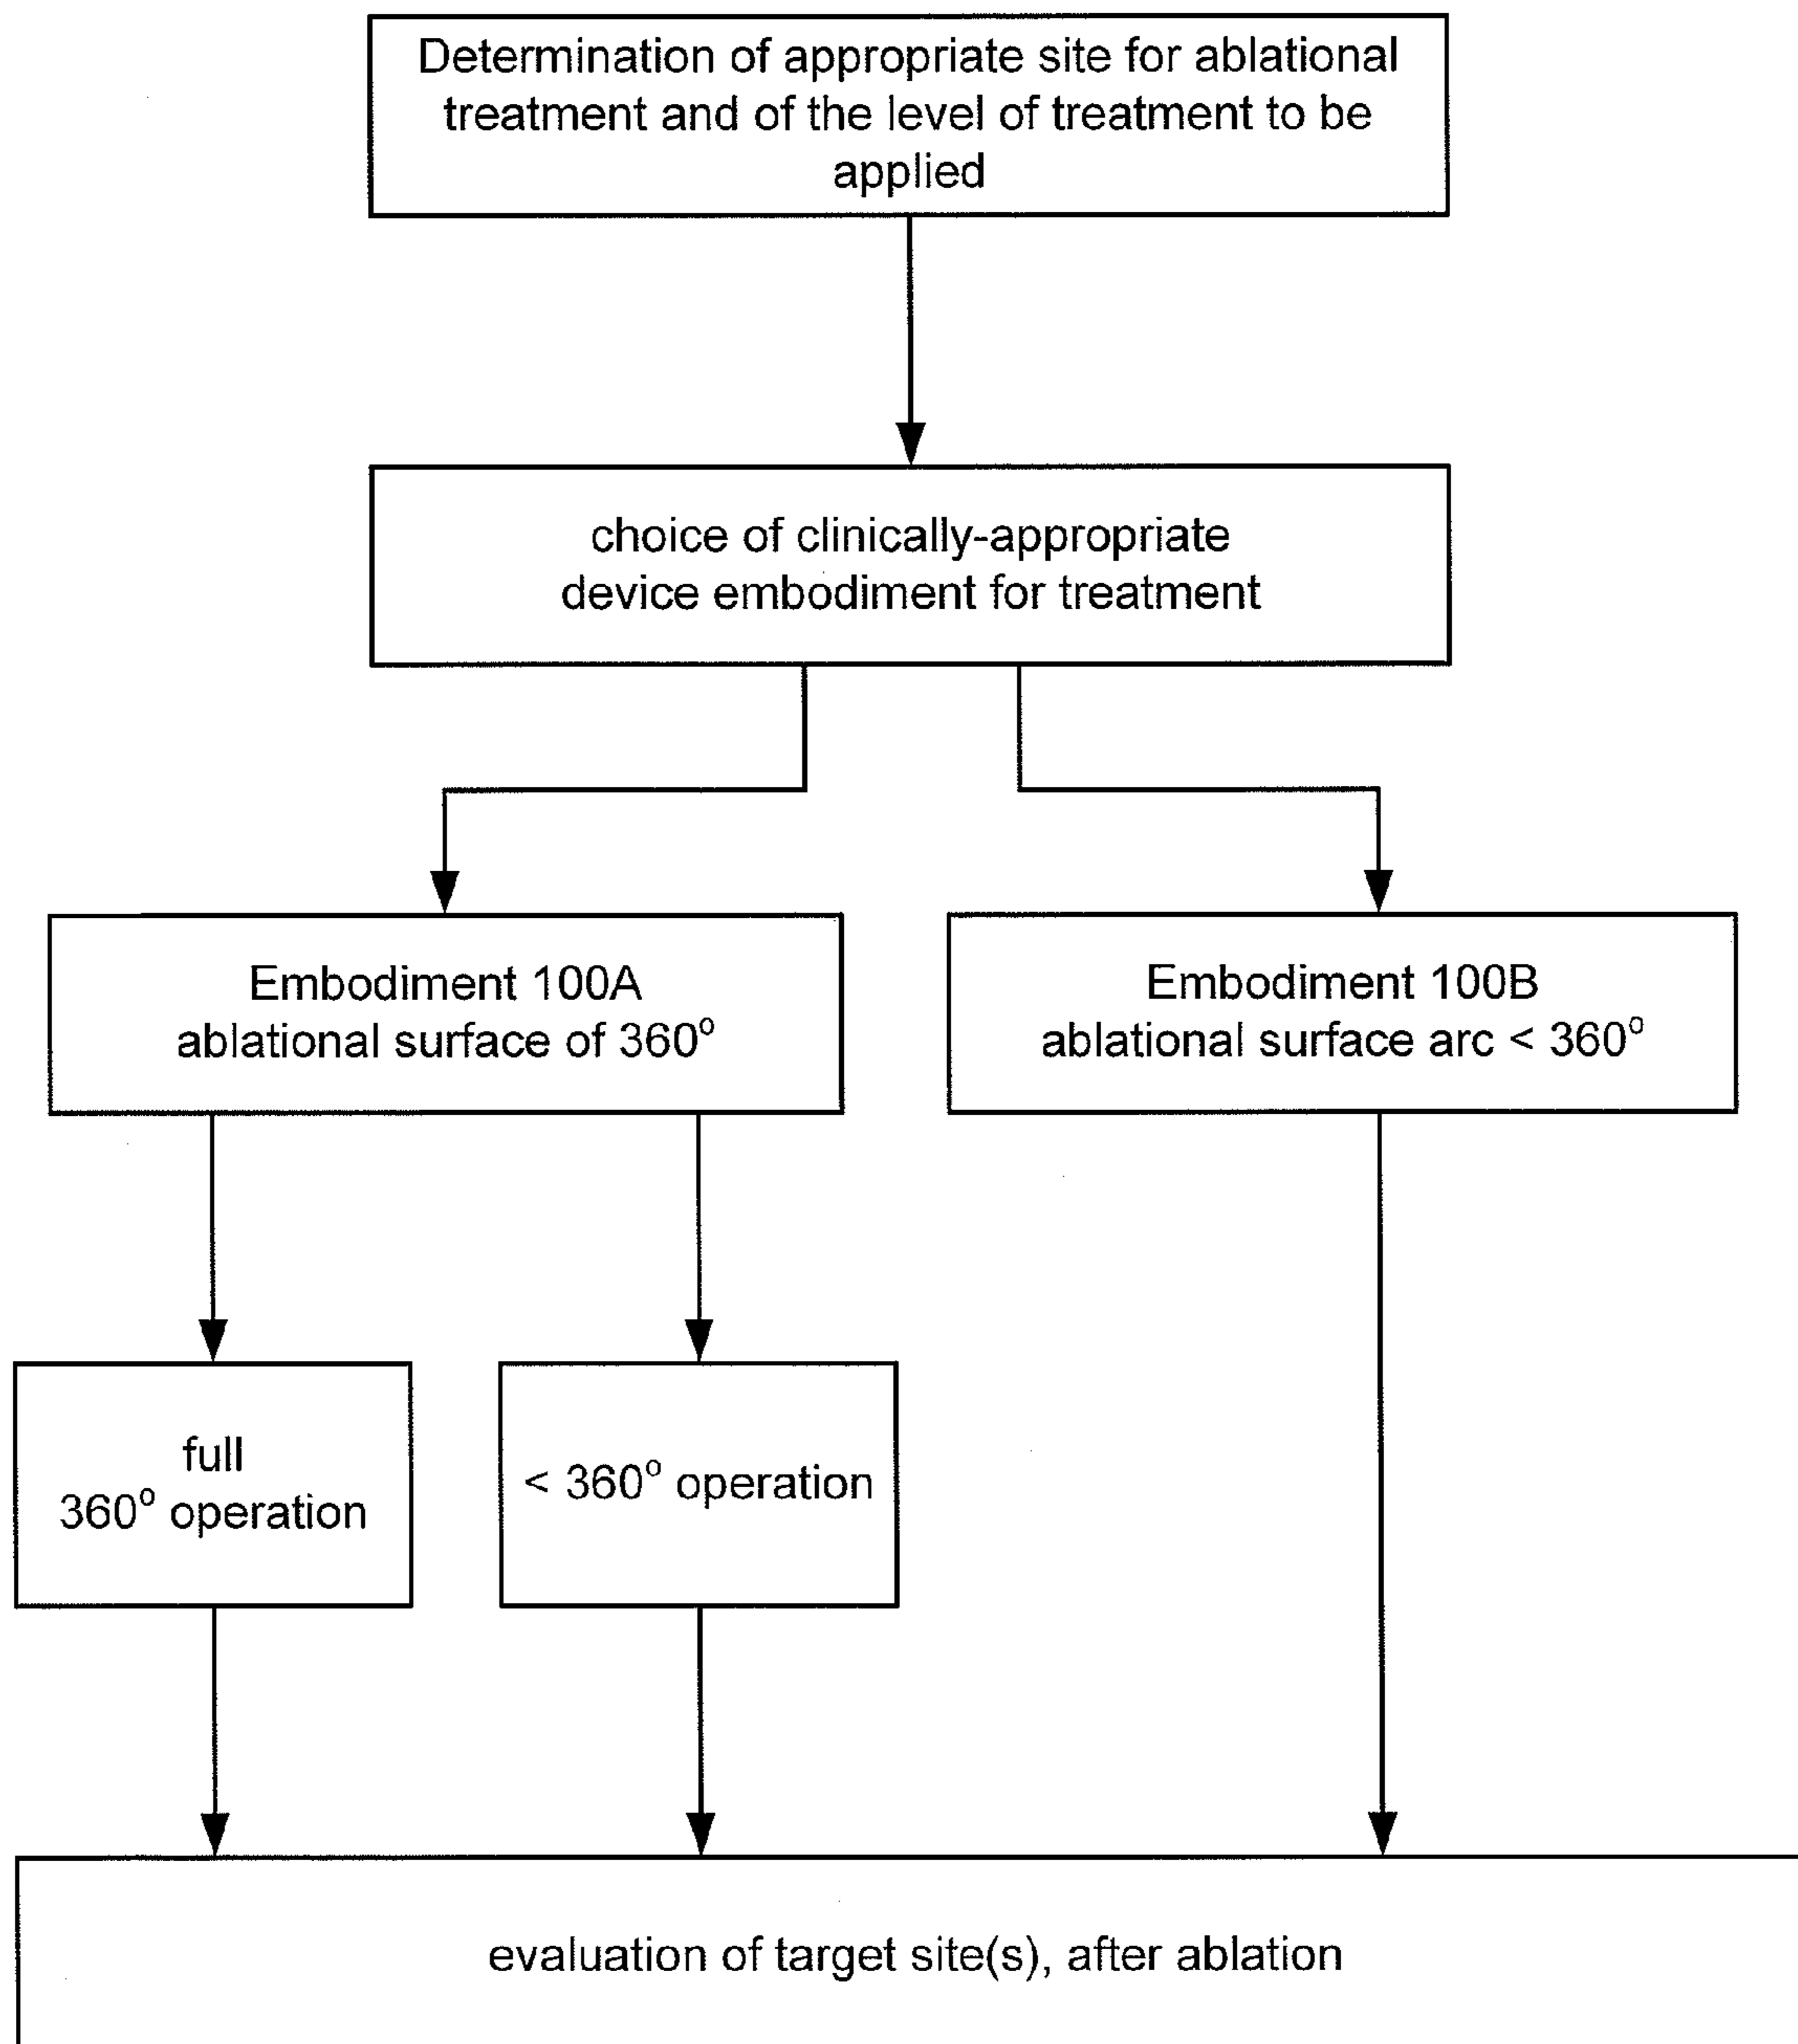 Determination of appropriate site for ablational
treatment and of the level of treatment to be
applied
choice of clinically-appropriate
device embodiment for treatment
Embodiment 100A
ablational surface of 360°
Embodiment 100B
ablational surface arc < 360°
full
360° operation
< 360° operation
evaluation of target site(s), after ablation